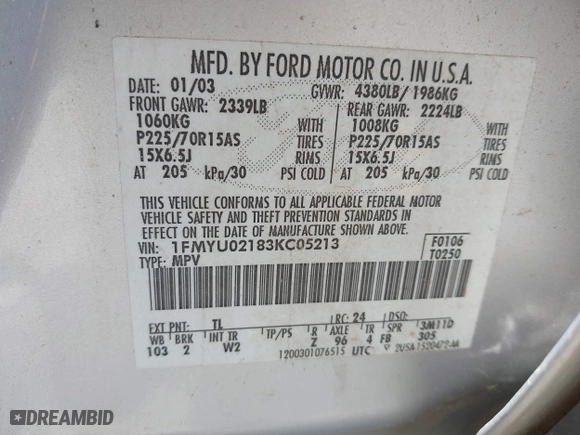 MFD. BY FORD MOTOR CO. IN U.S.A.
DATE: 01/03 GVWR: 4380LB/ 1986KG
FRONT GAWR: 2339LB REAR GAWR: 2224LB
1060KG WITH 1008KG WITH
P225/70R15AS TIRES P225/70R15AS TIRES
15X6.5J RIMS 15X6.5J RIMS
AT 205 kPa/30 PSI COLD AT 205 kPa/30 PSI COLD
THIS VEHICLE CONFORMS TO ALL APPLICABLE FEDERAL MOTOR
VEHICLE SAFETY AND THEFT PREVENTION STANDARDS IN
EFFECT ON THE DATE OF MANUFACTURE SHOWN ABOVE.
VIN: 1FMYU02183KC05213 F0106
TYPE: MPV T0250
EXT PNT: TL RC: 24 DSO:
WB BRK INT TR TP/PS R AXLE TR SPR 3M11D
103 2 W2 Z 96 4 FB 305
1200301076515 UTC 2USA-1520472-AA
DREAMBID